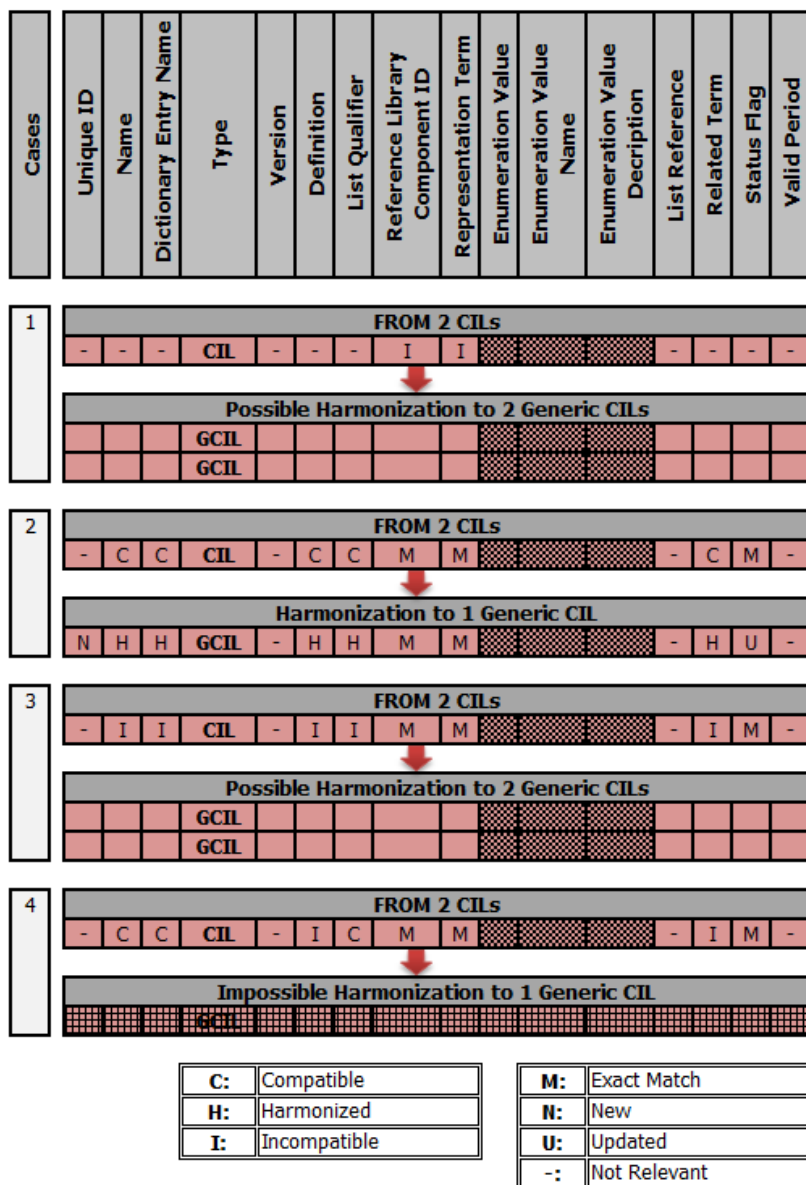 Cases
Unique ID
Name
Dictionary Entry Name
Type
Version
Definition
List Qualifier
Reference Library
Component ID
Representation Term
Enumeration Value
Enumeration Value
Name
Enumeration Value
Decription
List Reference
Related Term
Status Flag
Valid Period
1
FROM 2 CILs
- - - CIL - - - I I - - - -
Possible Harmonization to 2 Generic CILs
GCIL
GCIL
2
FROM 2 CILs
- C C CIL - C C M M - C M -
Harmonization to 1 Generic CIL
N H H GCIL - H H M M - H U -
3
FROM 2 CILs
- I I CIL - I I M M - I M -
Possible Harmonization to 2 Generic CILs
GCIL
GCIL
4
FROM 2 CILs
- C C CIL - I C M M - I M -
Impossible Harmonization to 1 Generic CIL
GCIL
C: Compatible
H: Harmonized
I: Incompatible
M: Exact Match
N: New
U: Updated
-: Not Relevant